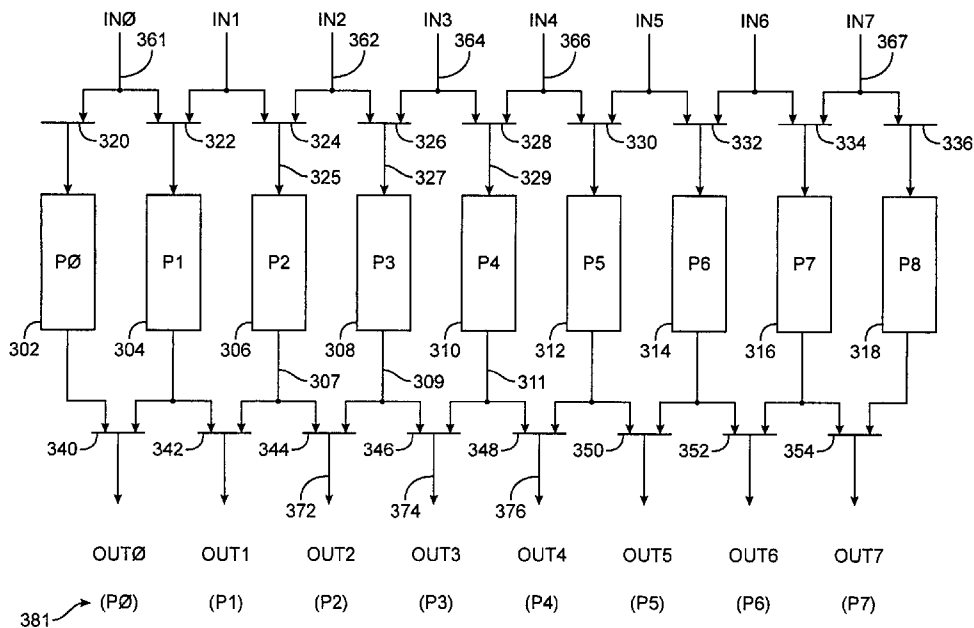 INØ IN1 IN2 IN3 IN4 IN5 IN6 IN7
361 362 364 366 367
320 322 324 326 328 330 332 334 336
325 327 329
PØ P1 P2 P3 P4 P5 P6 P7 P8
302 304 306 308 310 312 314 316 318
307 309 311
340 342 344 346 348 350 352 354
372 374 376
OUTØ OUT1 OUT2 OUT3 OUT4 OUT5 OUT6 OUT7
381 (PØ) (P1) (P2) (P3) (P4) (P5) (P6) (P7)